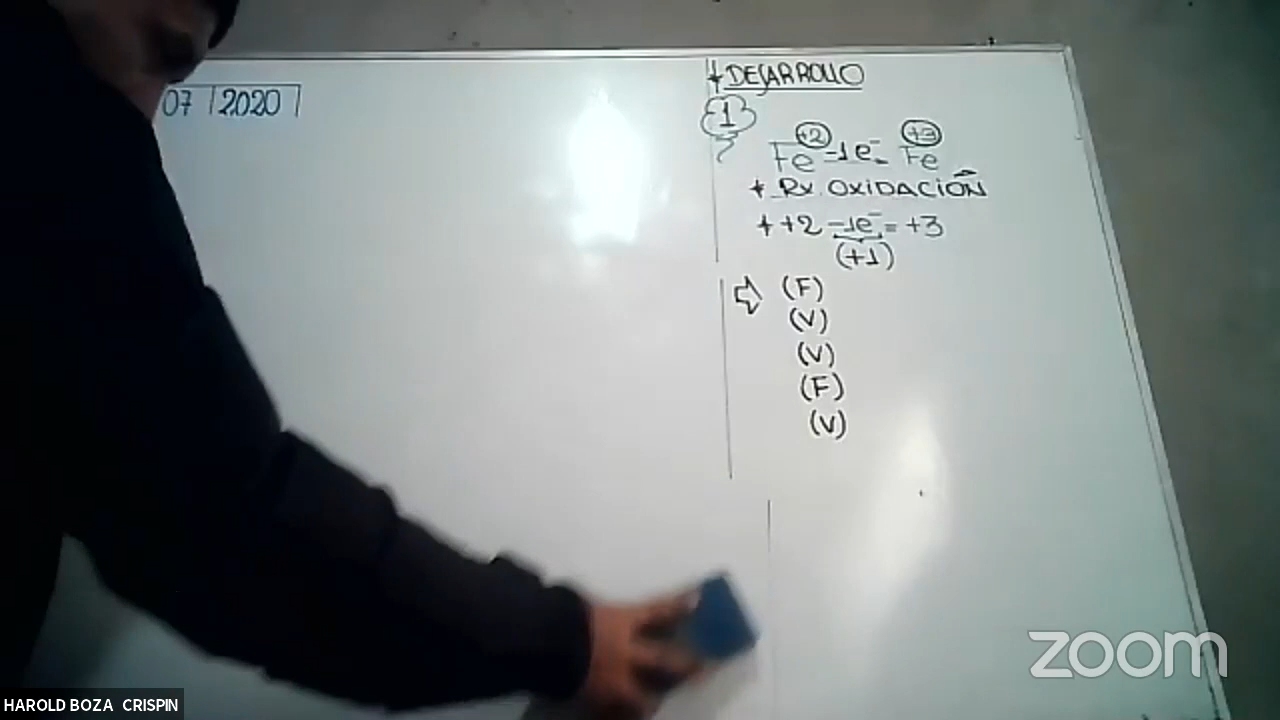 07 | 2020
+ DESARROLLO
1
+2 +3
Fe -1e- = Fe
+ Rx. OXIDACIÓN
+ +2 -1e- = +3
(+1)
⇨ (F)
(V)
(V)
(F)
(V)
zoom
HAROLD BOZA CRISPIN